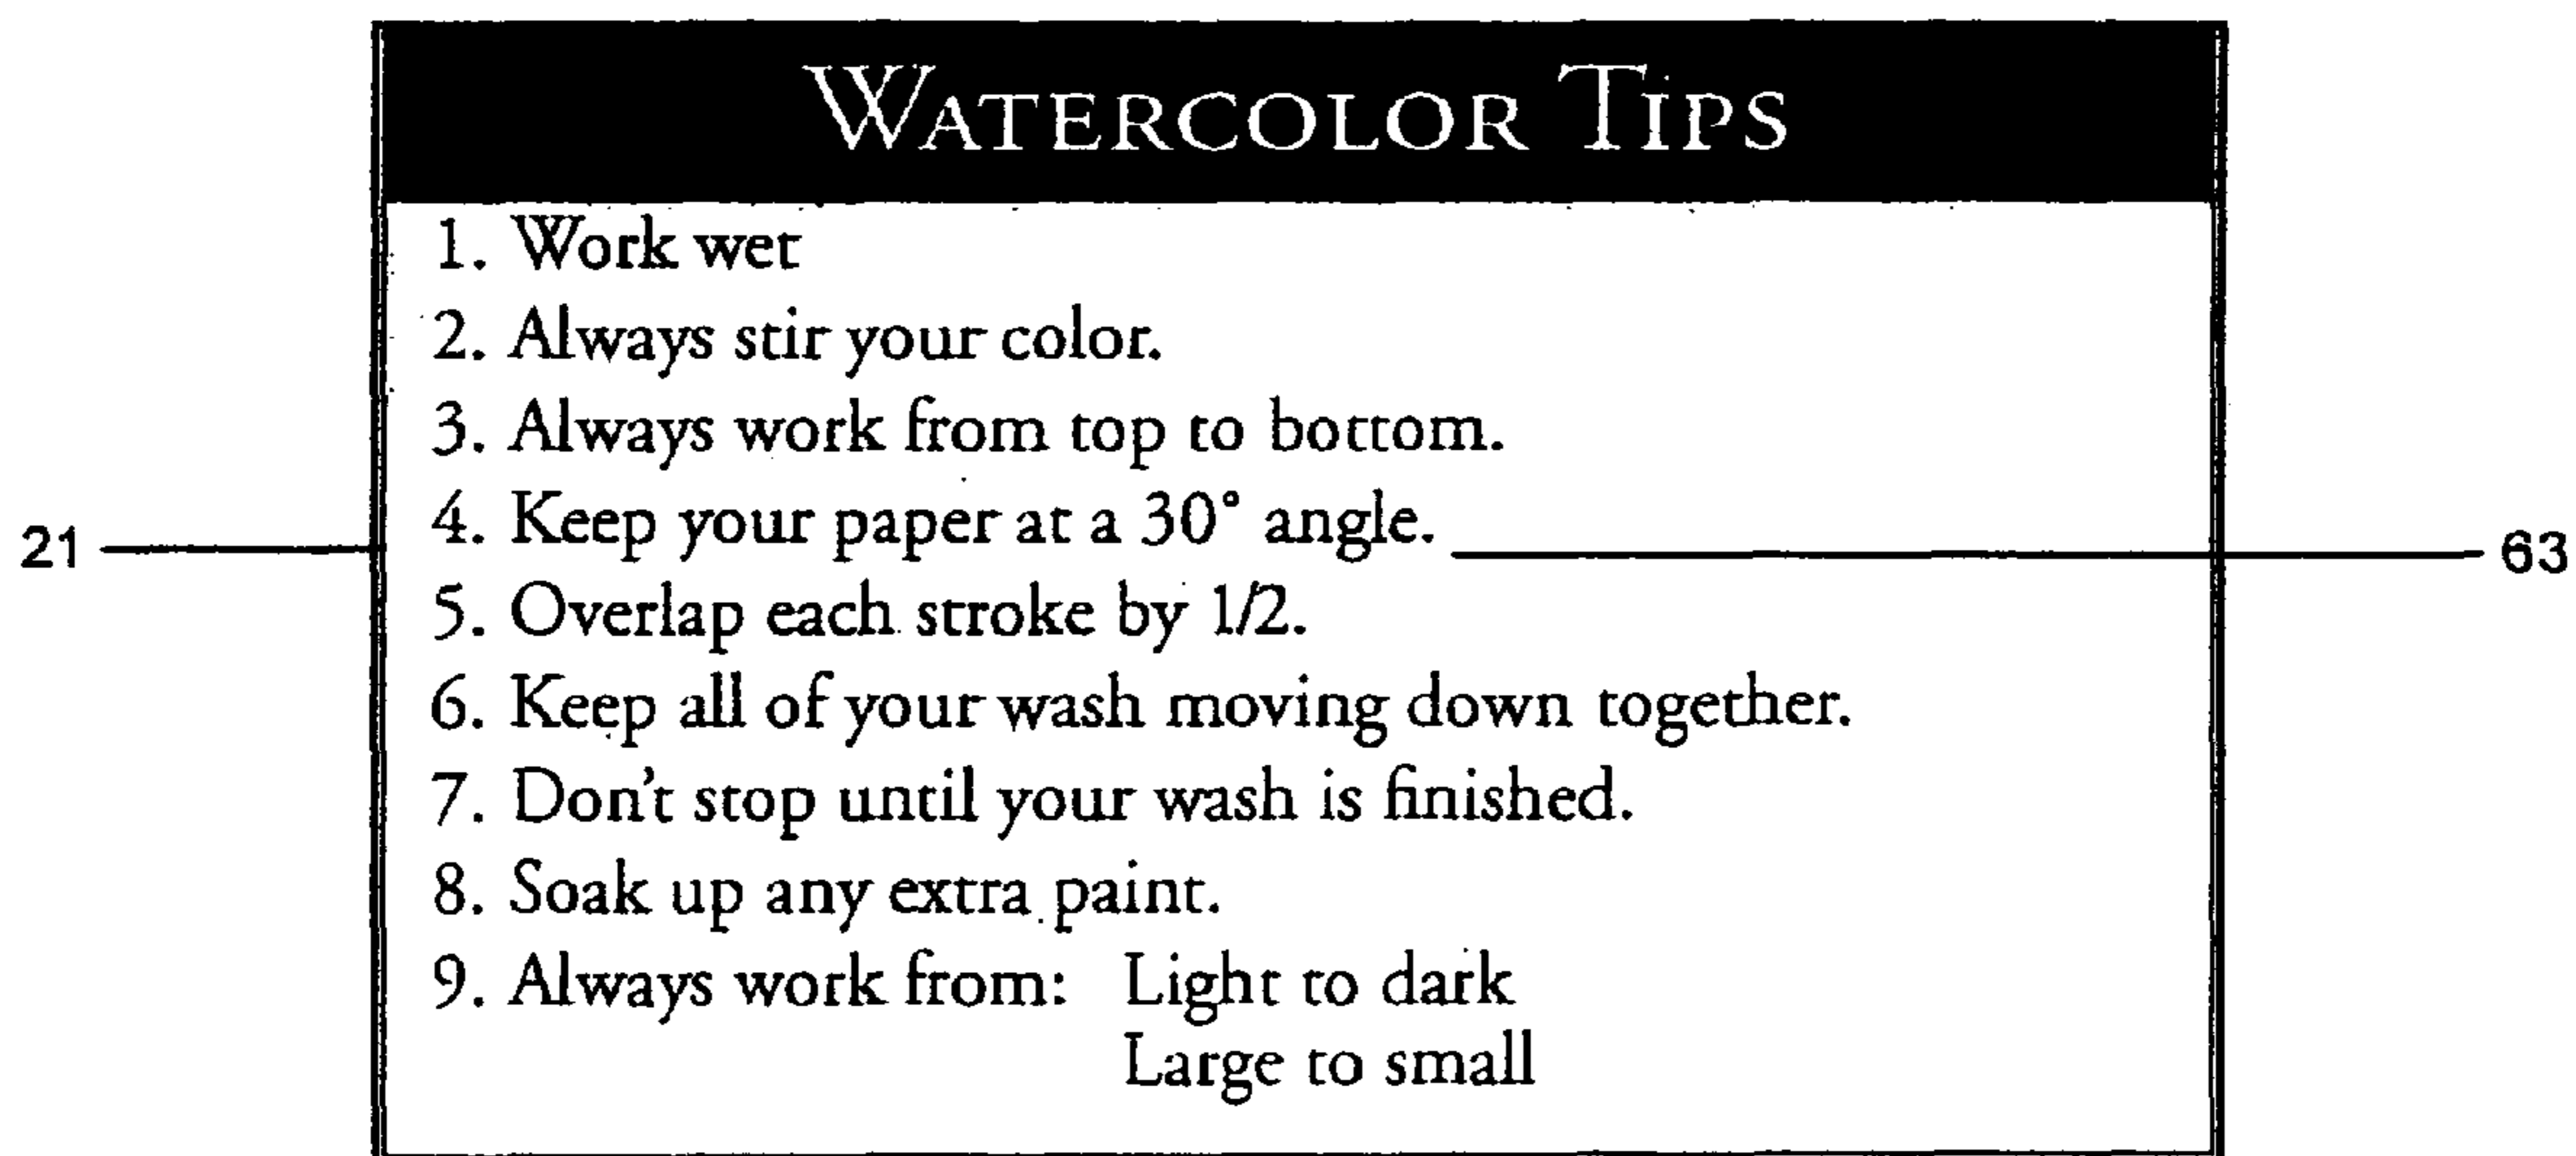 WATERCOLOR TIPS
1. Work wet
2. Always stir your color.
3. Always work from top to bottom.
21 4. Keep your paper at a 30° angle. 63
5. Overlap each stroke by 1/2.
6. Keep all of your wash moving down together.
7. Don't stop until your wash is finished.
8. Soak up any extra paint.
9. Always work from: Light to dark
Large to small